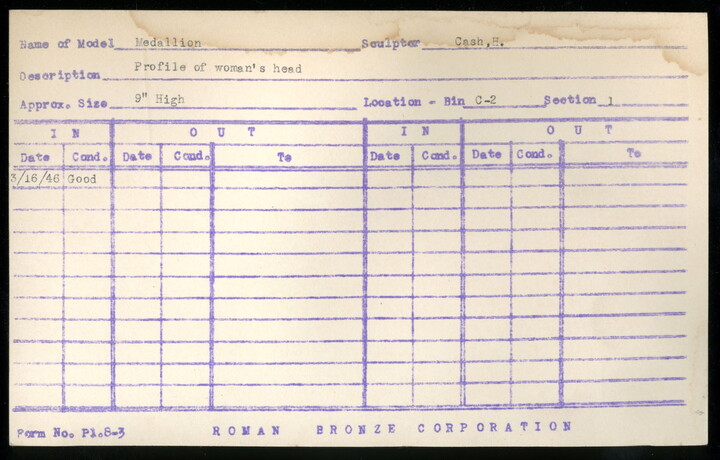 Name of Model Medallion Sculptor Cash, H.
Description Profile of woman's head
Approx. Size 9" High Location - Bin C-2 Section 1
IN OUT IN OUT
Date Cond. Date Cond. To Date Cond. Date Cond. To
3/16/46 Good
Form No. P1.8-3 ROMAN BRONZE CORPORATION